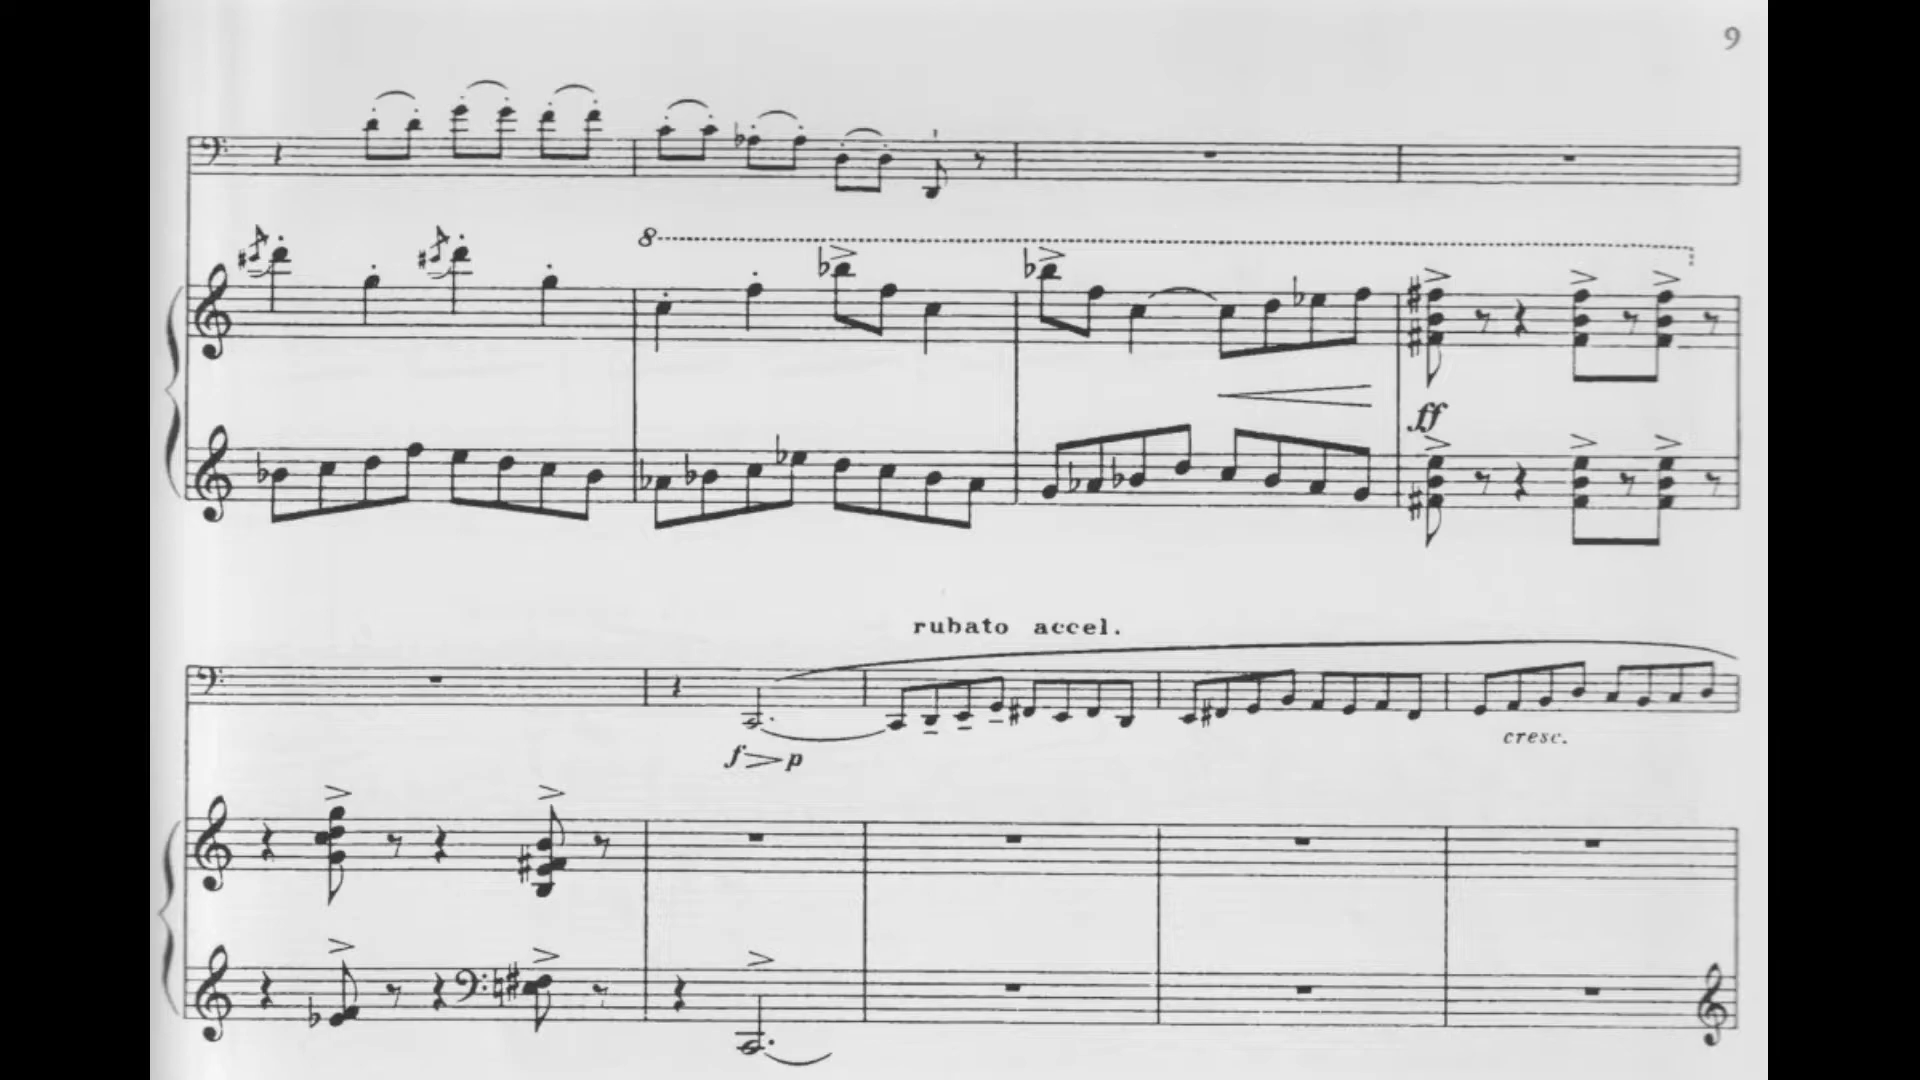 9
8
ff
rubato accel.
f p
cresc.